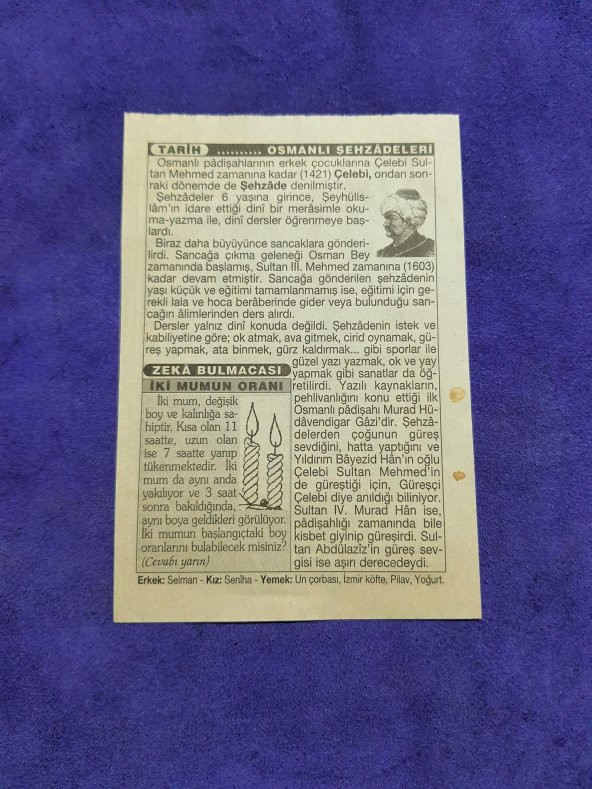 TARİH .......... OSMANLI ŞEHZÂDELERİ
Osmanlı pâdişahlarının erkek çocuklarına Çelebi Sul-
tan Mehmed zamanına kadar (1421) Çelebi, ondan son-
raki dönemde de Şehzâde denilmiştir.
Şehzâdeler 6 yaşına girince, Şeyhülis-
lâm'ın idare ettiği dinî bir merâsimle oku-
ma-yazma ile, dinî dersler öğrenmeye baş-
lardı.
Biraz daha büyüyünce sancaklara gönderi-
lirdi. Sancağa çıkma geleneği Osman Bey
zamanında başlamış, Sultan III. Mehmed zamanına (1603)
kadar devam etmiştir. Sancağa gönderilen şehzâdenin
yaşı küçük ve eğitimi tamamlanmamış ise, eğitimi için ge-
rekli lala ve hoca berâberinde gider veya bulunduğu san-
cağın âlimlerinden ders alırdı.
Dersler yalnız dinî konuda değildi. Şehzâdenin istek ve
kabiliyetine göre; ok atmak, ava gitmek, cirid oynamak, gü-
reş yapmak, ata binmek, gürz kaldırmak... gibi sporlar ile
güzel yazı yazmak, ok ve yay
yapmak gibi sanatlar da öğ-
retilirdi. Yazılı kaynakların,
pehlivanlığını konu ettiği ilk
Osmanlı pâdişahı Murad Hü-
dâvendigar Gâzi'dir. Şehzâ-
delerden çoğunun güreş
sevdiğini, hatta yaptığını ve
Yıldırım Bâyezid Hân'ın oğlu
Çelebi Sultan Mehmed'in
de güreştiği için, Güreşçi
Çelebi diye anıldığı biliniyor.
Sultan IV. Murad Hân ise,
pâdişahlığı zamanında bile
kisbet giyinip güreşirdi. Sul-
tan Abdülazîz'in güreş sev-
gisi ise aşırı derecedeydi.
ZEKÂ BULMACASI
İKİ MUMUN ORANI
İki mum, değişik
boy ve kalınlığa sa-
hiptir. Kısa olan 11
saatte, uzun olan
ise 7 saatte yanıp
tükenmektedir. İki
mum da aynı anda
yakılıyor ve 3 saat
sonra bakıldığında,
aynı boya geldikleri görülüyor.
İki mumun başlangıçtaki boy
oranlarını bulabilecek misiniz?
(Cevabı yarın)
Erkek: Selman - Kız: Senîha - Yemek: Un çorbası, İzmir köfte, Pilav, Yoğurt.